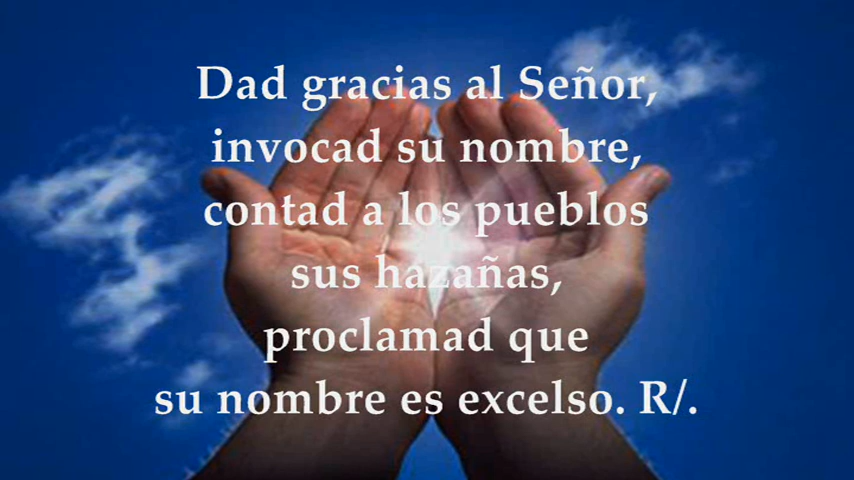 Dad gracias al Señor,
invocad su nombre,
contad a los pueblos
sus hazañas,
proclamad que
su nombre es excelso. R/.